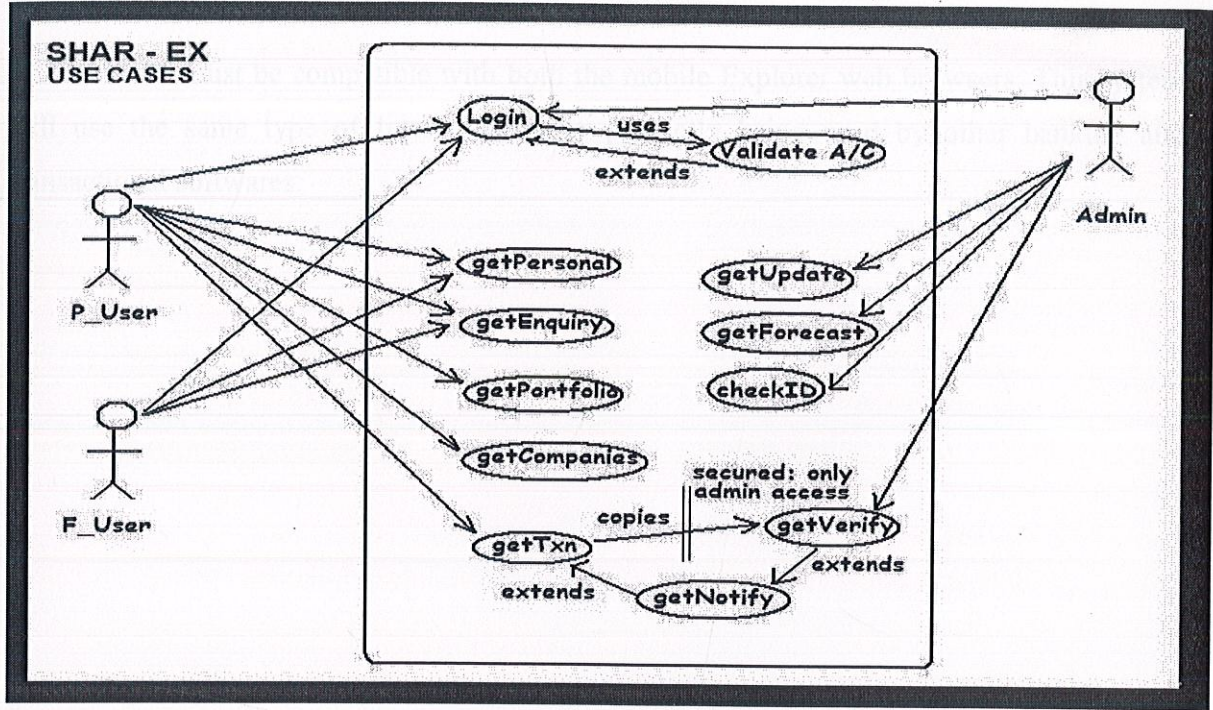 SHAR - EX
USE CASES
Login
uses
Validate A/C
extends
Admin
P_User
getPersonal
getUpdate
getEnquiry
getForecast
getPortfolio
checkID
getCompanies
F_User
secured: only
admin access
copies
getVerify
getTxn
extends
extends
getNotify